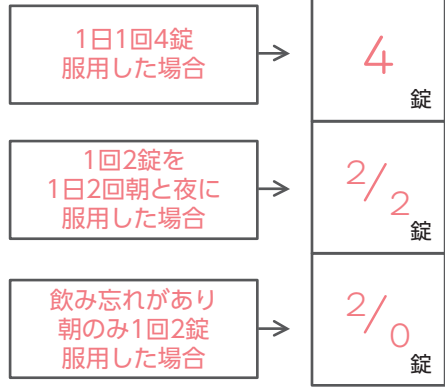 1日1回4錠
服用した場合
4
錠
1回2錠を
1日2回朝と夜に
服用した場合
2/2
錠
飲み忘れがあり
朝のみ1回2錠
服用した場合
2/0
錠